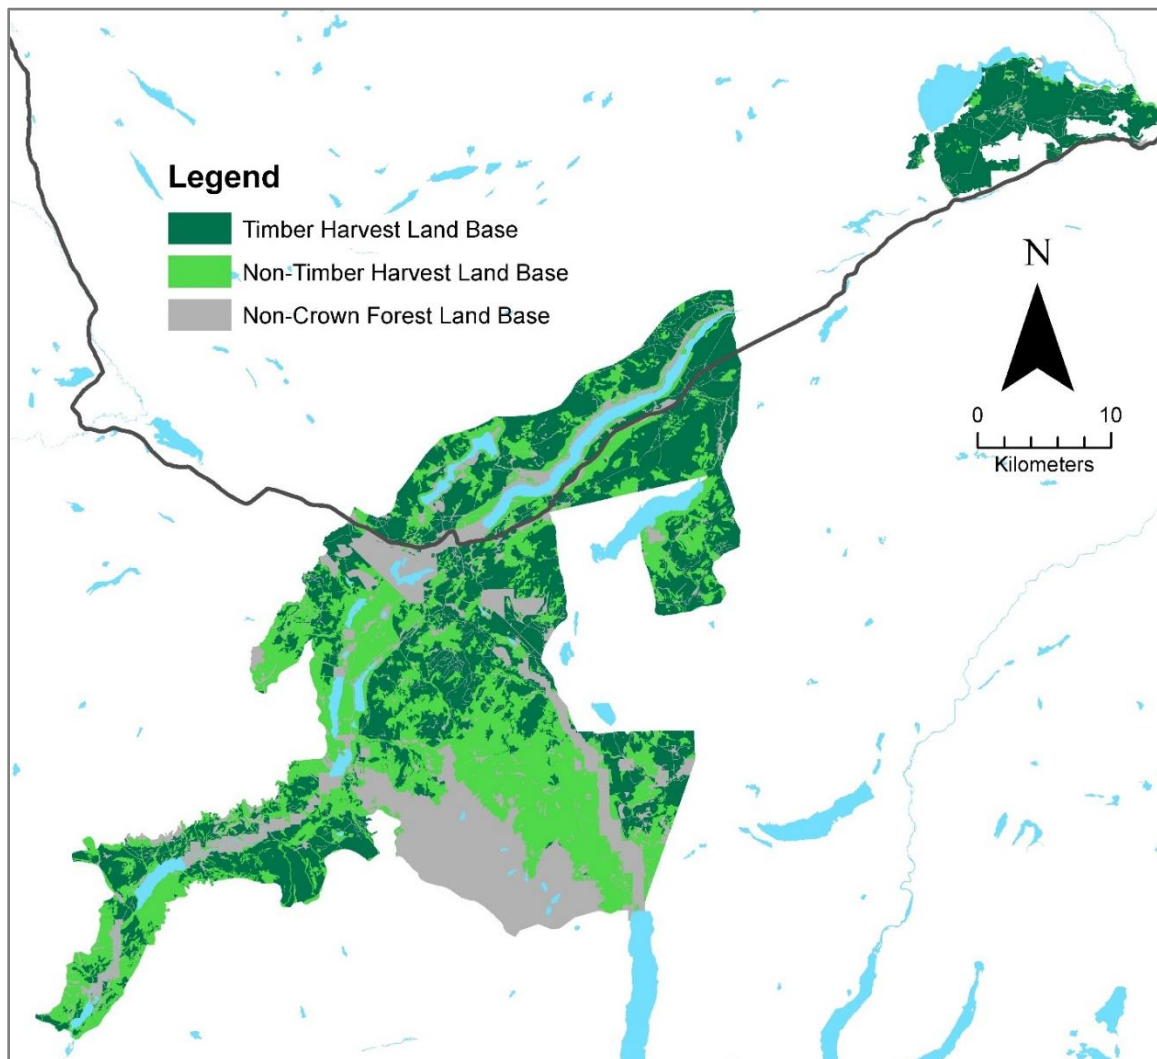 Legend
Timber Harvest Land Base
Non-Timber Harvest Land Base
Non-Crown Forest Land Base
N
0 10
Kilometers